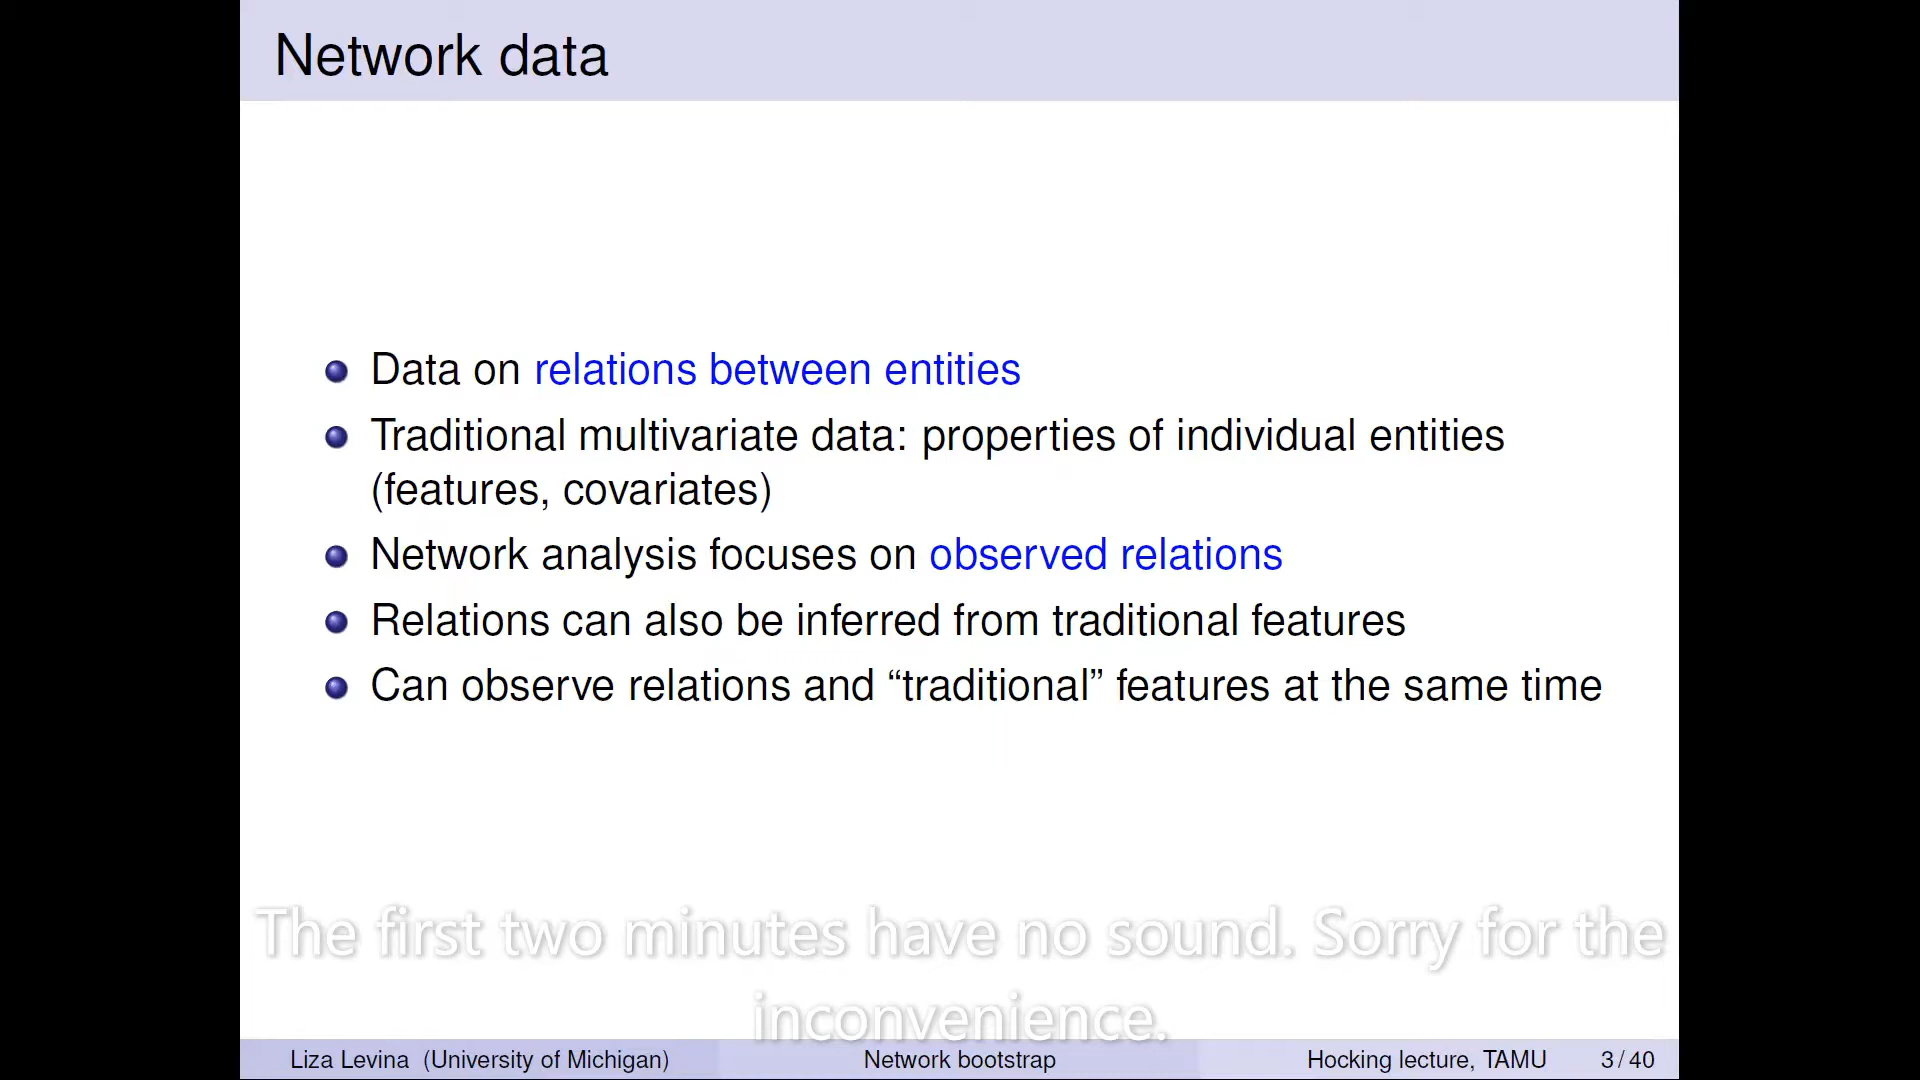 Network data
Data on relations between entities
Traditional multivariate data: properties of individual entities
(features, covariates)
Network analysis focuses on observed relations
Relations can also be inferred from traditional features
Can observe relations and “traditional” features at the same time
The first two minutes have no sound. Sorry for the
inconvenience.
Liza Levina (University of Michigan) Network bootstrap Hocking lecture, TAMU 3 / 40